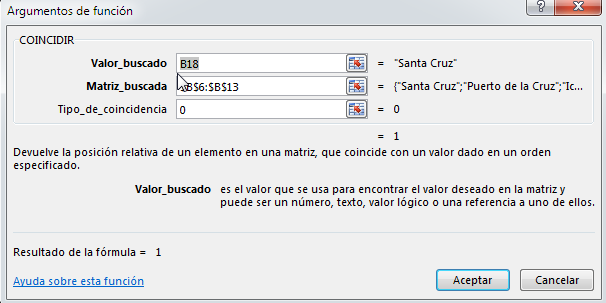 Argumentos de función
COINCIDIR
Valor_buscado B18 = "Santa Cruz"
Matriz_buscada B$6:$B$13 = {"Santa Cruz";"Puerto de la Cruz";"Ic...
Tipo_de_coincidencia 0 = 0
= 1
Devuelve la posición relativa de un elemento en una matriz, que coincide con un valor dado en un orden
especificado.
Valor_buscado es el valor que se usa para encontrar el valor deseado en la matriz y
puede ser un número, texto, valor lógico o una referencia a uno de ellos.
Resultado de la fórmula = 1
Ayuda sobre esta función
Aceptar Cancelar